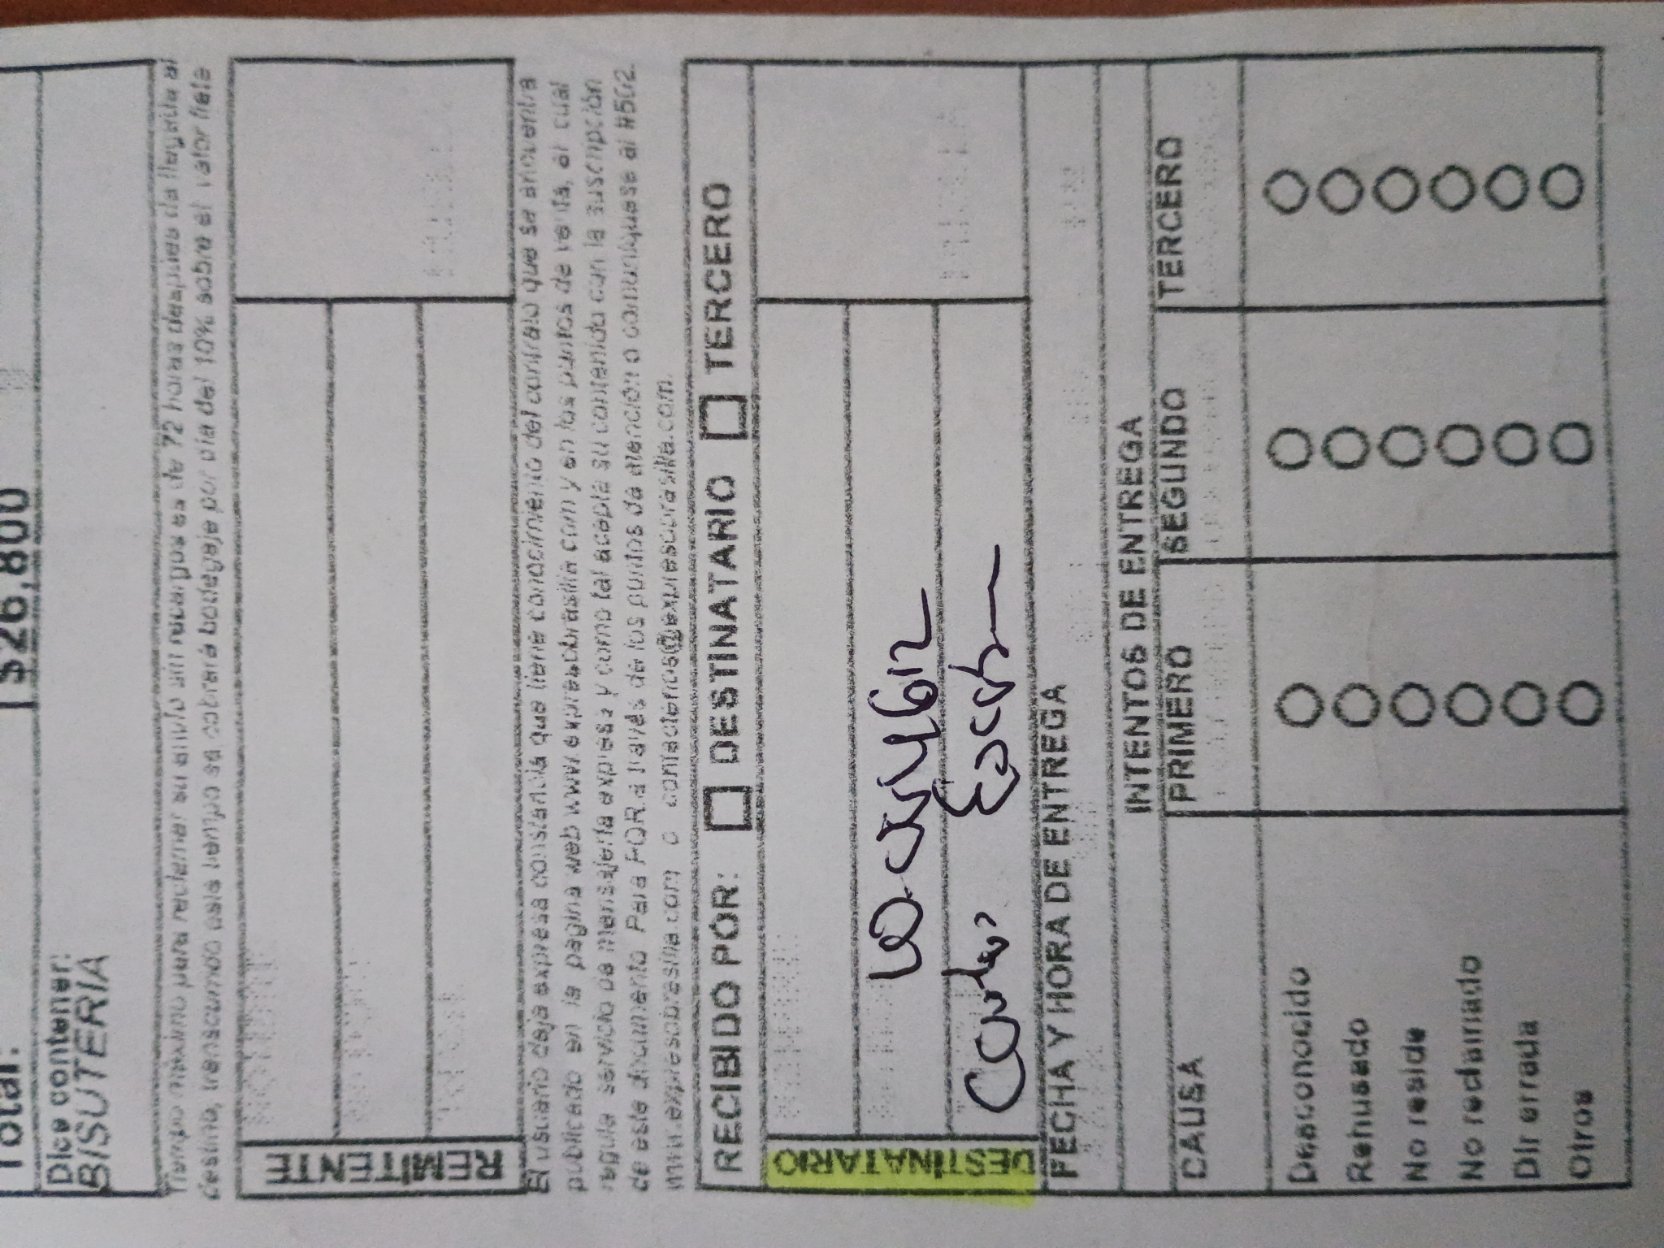 Total: $26,800
Dice contener:
BISUTERIA
Tiempo máximo para reclamar su envío sin recargos es de 72 horas después de llegada al
destino, transcurrido este tiempo se cobrará bodegaje por día del 10% sobre el valor flete
REMITENTE
El usuario deja expresa constancia que tiene conocimiento del contrato que se encuentra
publicado en la pagina web www.expresobrasilia.com y en los puntos de venta, el cual
regula servicio de mensajería expresa y como tal acepta su contenido con la suscripción
de este documento Para PQR a través de los puntos de atención o comuníquese al #502.
www.expresobrasilia.com o contactenos@expresobrasilia.com.
RECIBIDO POR: DESTINATARIO TERCERO
DESTINATARIO
Carlos
FECHA Y HORA DE ENTREGA
INTENTOS DE ENTREGA
CAUSA PRIMERO SEGUNDO TERCERO
Desconocido
Rehusado
No reside
No reclamado
Dir errada
Otros